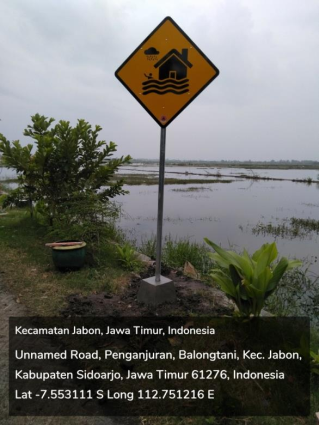 Kecamatan Jabon, Jawa Timur, Indonesia
Unnamed Road, Penganjuran, Balongtani, Kec. Jabon,
Kabupaten Sidoarjo, Jawa Timur 61276, Indonesia
Lat -7.553111 S Long 112.751216 E